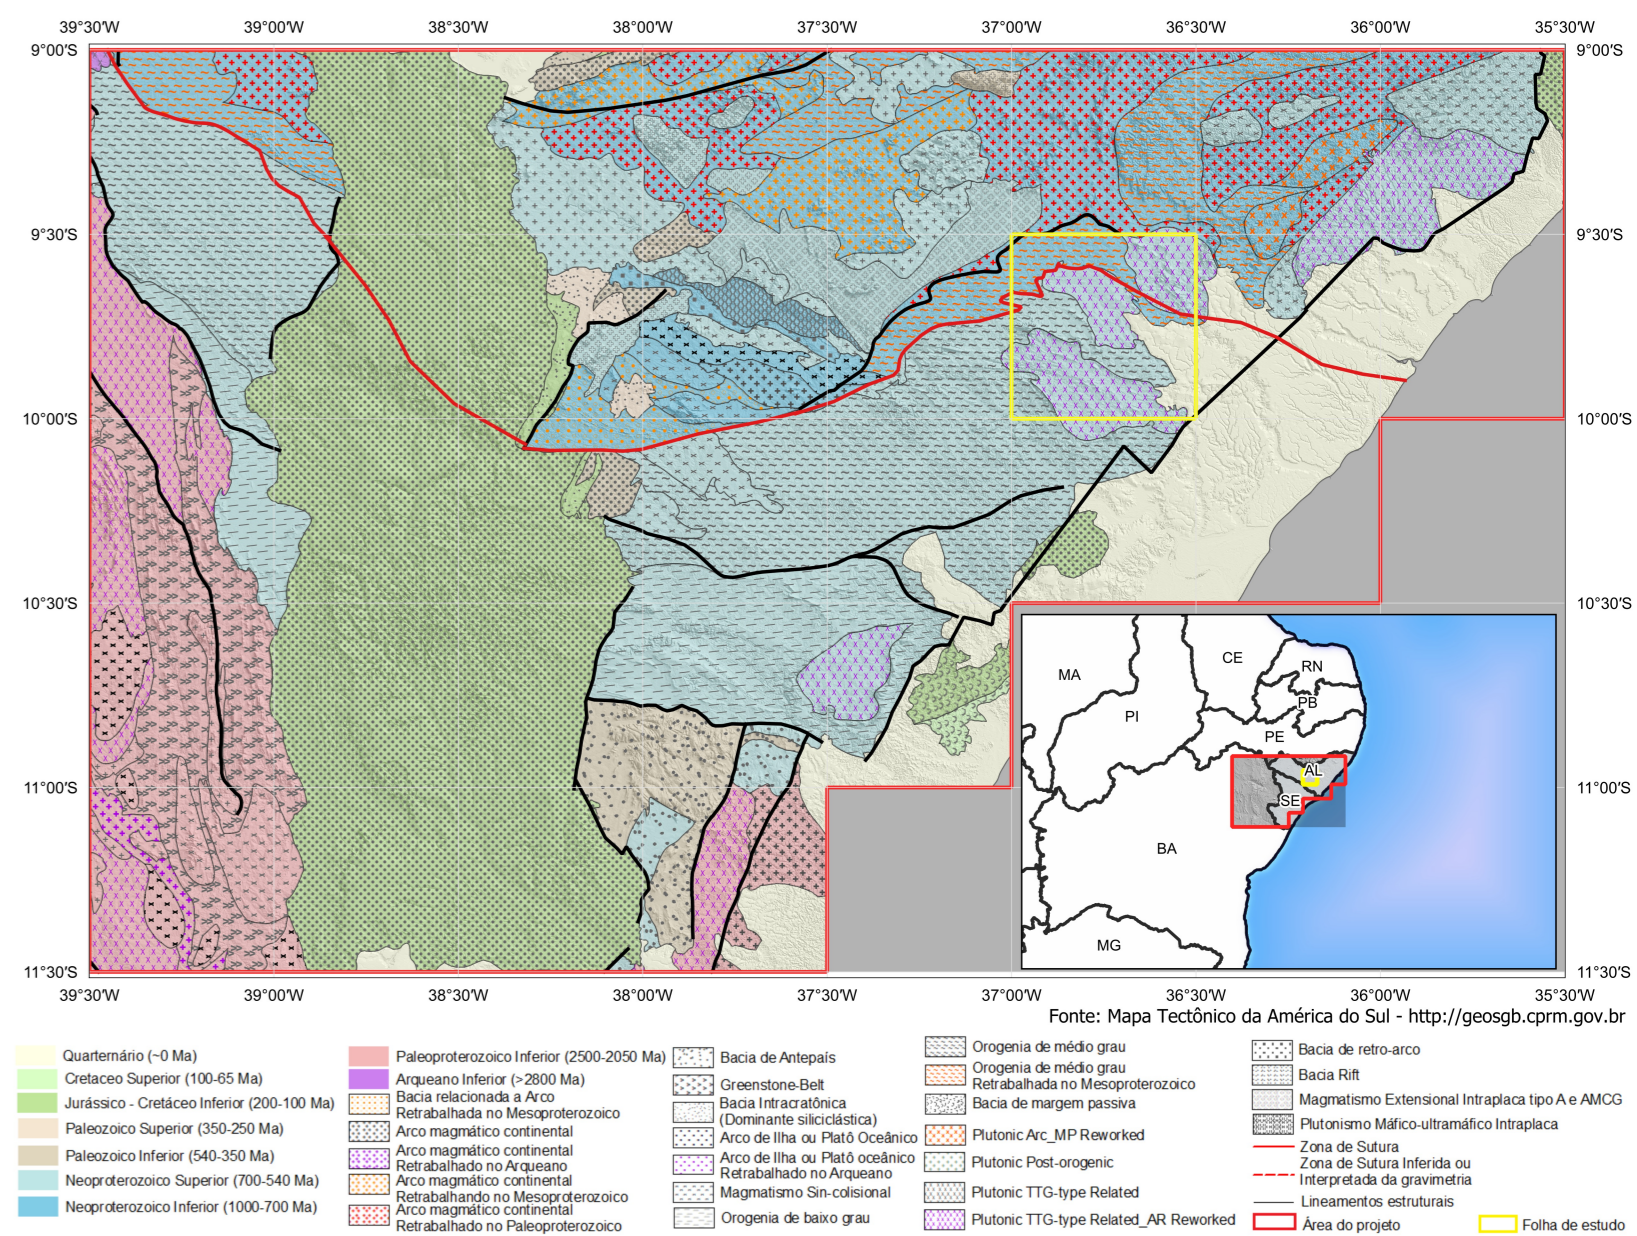 39°30'W 39°00'W 38°30'W 38°00'W 37°30'W 37°00'W 36°30'W 36°00'W 35°30'W
9°00'S 9°00'S
9°30'S 9°30'S
10°00'S 10°00'S
10°30'S 10°30'S
11°00'S 11°00'S
11°30'S 11°30'S
MA
PI
CE
RN
PB
PE
AL
SE
BA
MG
39°30'W 39°00'W 38°30'W 38°00'W 37°30'W 37°00'W 36°30'W 36°00'W 35°30'W
Fonte: Mapa Tectônico da América do Sul - http://geosgb.cprm.gov.br
Quarternário (~0 Ma)
Cretaceo Superior (100-65 Ma)
Jurássico - Cretáceo Inferior (200-100 Ma)
Paleozoico Superior (350-250 Ma)
Paleozoico Inferior (540-350 Ma)
Neoproterozoico Superior (700-540 Ma)
Neoproterozoico Inferior (1000-700 Ma)
Paleoproterozoico Inferior (2500-2050 Ma)
Arqueano Inferior (>2800 Ma)
Bacia relacionada a Arco
Retrabalhada no Mesoproterozoico
Arco magmático continental
Arco magmático continental
Retrabalhado no Arqueano
Arco magmático continental
Retrabalhando no Mesoproterozoico
Arco magmático continental
Retrabalhado no Paleoproterozoico
Bacia de Antepaís
Greenstone-Belt
Bacia Intracratônica
(Dominante siliciclástica)
Arco de Ilha ou Platô Oceânico
Arco de Ilha ou Platô oceânico
Retrabalhado no Arqueano
Magmatismo Sin-colisional
Orogenia de baixo grau
Orogenia de médio grau
Orogenia de médio grau
Retrabalhada no Mesoproterozoico
Bacia de margem passiva
Plutonic Arc_MP Reworked
Plutonic Post-orogenic
Plutonic TTG-type Related
Plutonic TTG-type Related_AR Reworked
Bacia de retro-arco
Bacia Rift
Magmatismo Extensional Intraplaca tipo A e AMCG
Plutonismo Máfico-ultramáfico Intraplaca
Zona de Sutura
Zona de Sutura Inferida ou
Interpretada da gravimetria
Lineamentos estruturais
Área do projeto
Folha de estudo